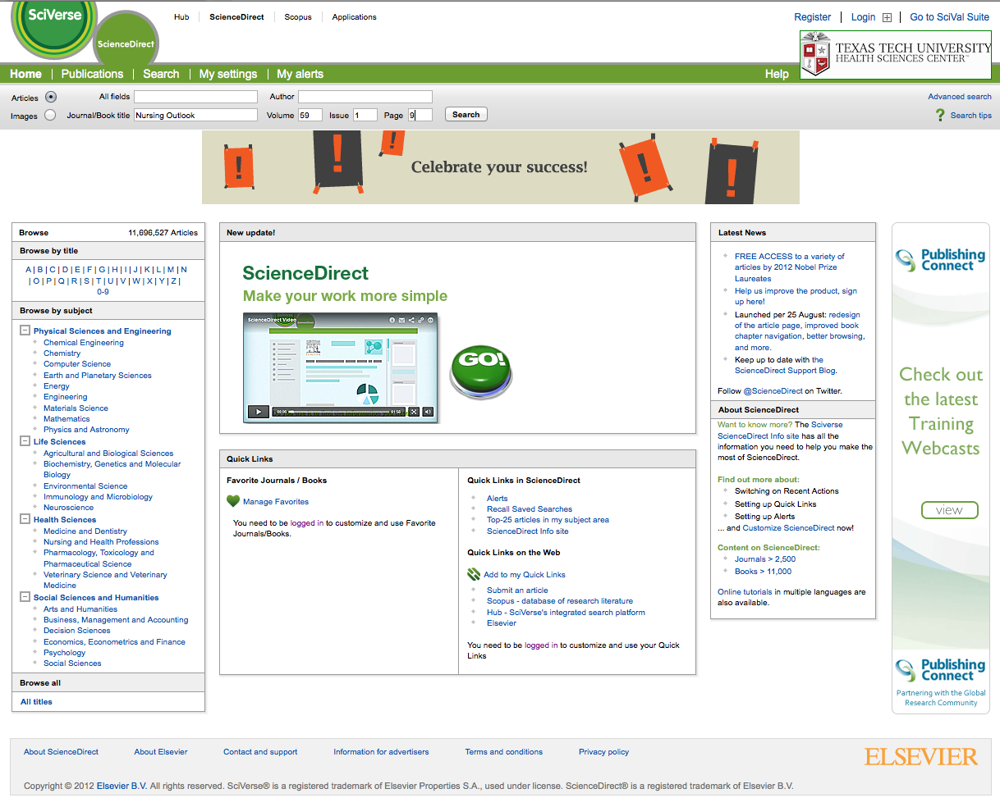 SciVerse
ScienceDirect
Hub
ScienceDirect
Scopus
Applications
Register
Login
Go to SciVal Suite
TEXAS TECH UNIVERSITY
HEALTH SCIENCES CENTER™
Home
Publications
Search
My settings
My alerts
Help
Articles
All fields
Author
Advanced search
Images
Journal/Book title
Nursing Outlook
Volume
59
Issue
1
Page
9
Search
? Search tips
! ! ! Celebrate your success! ! !
Browse
11,696,527 Articles
Browse by title
A | B | C | D | E | F | G | H | I | J | K | L | M | N
| O | P | Q | R | S | T | U | V | W | X | Y | Z |
0-9
Browse by subject
Physical Sciences and Engineering
Chemical Engineering
Chemistry
Computer Science
Earth and Planetary Sciences
Energy
Engineering
Materials Science
Mathematics
Physics and Astronomy
Life Sciences
Agricultural and Biological Sciences
Biochemistry, Genetics and Molecular
Biology
Environmental Science
Immunology and Microbiology
Neuroscience
Health Sciences
Medicine and Dentistry
Nursing and Health Professions
Pharmacology, Toxicology and
Pharmaceutical Science
Veterinary Science and Veterinary
Medicine
Social Sciences and Humanities
Arts and Humanities
Business, Management and Accounting
Decision Sciences
Economics, Econometrics and Finance
Psychology
Social Sciences
Browse all
All titles
New update!
ScienceDirect
Make your work more simple
ScienceDirect Video
00:06
01:58
GO!
Quick Links
Favorite Journals / Books
Manage Favorites
You need to be logged in to customize and use Favorite
Journals/Books.
Quick Links in ScienceDirect
Alerts
Recall Saved Searches
Top-25 articles in my subject area
ScienceDirect Info site
Quick Links on the Web
Add to my Quick Links
Submit an article
Scopus - database of research literature
Hub - SciVerse's integrated search platform
Elsevier
You need to be logged in to customize and use your Quick
Links
Latest News
FREE ACCESS to a variety of
articles by 2012 Nobel Prize
Laureates
Help us improve the product, sign
up here!
Launched per 25 August: redesign
of the article page, improved book
chapter navigation, better browsing,
and more.
Keep up to date with the
ScienceDirect Support Blog.
Follow @ScienceDirect on Twitter.
About ScienceDirect
Want to know more? The Sciverse
ScienceDirect Info site has all the
information you need to help you make the
most of ScienceDirect.
Find out more about:
Switching on Recent Actions
Setting up Quick Links
Setting up Alerts
... and Customize ScienceDirect now!
Content on ScienceDirect:
Journals > 2,500
Books > 11,000
Online tutorials in multiple languages are
also available.
Publishing
Connect
Check out
the latest
Training
Webcasts
view
Publishing
Connect
Partnering with the Global
Research Community
About ScienceDirect
About Elsevier
Contact and support
Information for advertisers
Terms and conditions
Privacy policy
ELSEVIER
Copyright © 2012 Elsevier B.V. All rights reserved. SciVerse® is a registered trademark of Elsevier Properties S.A., used under license. ScienceDirect® is a registered trademark of Elsevier B.V.